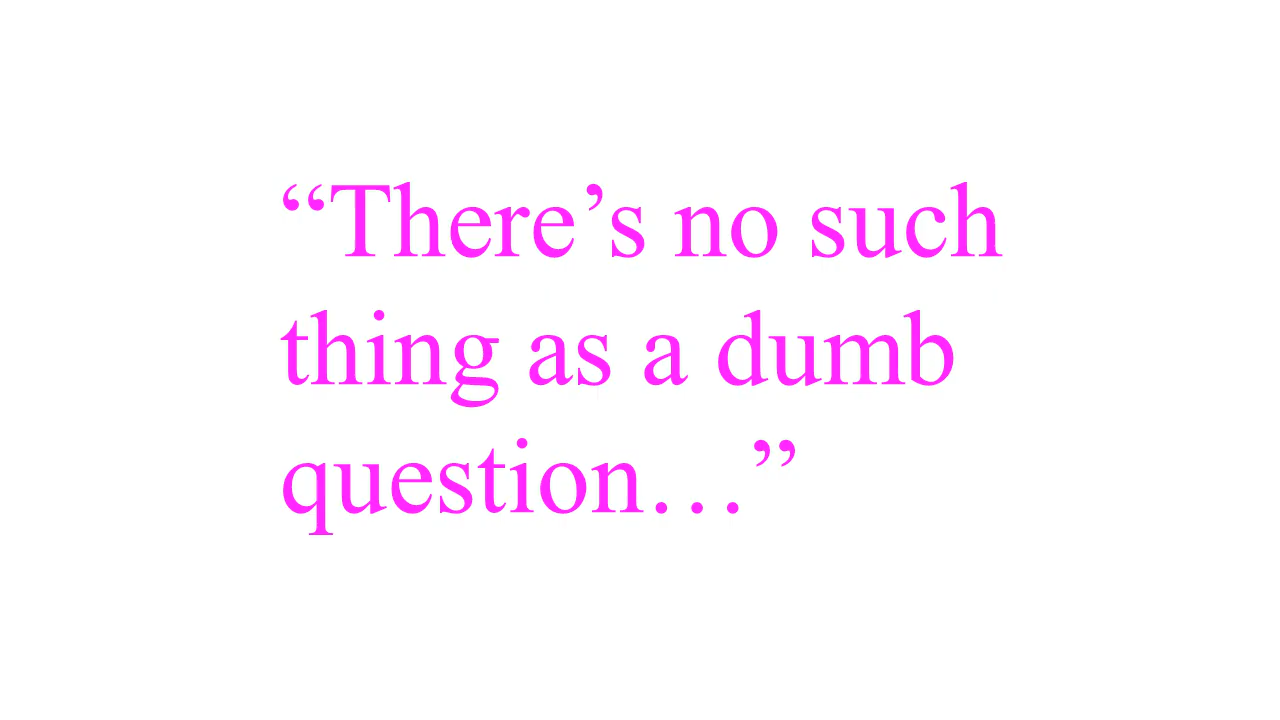 “There’s no such
thing as a dumb
question…”